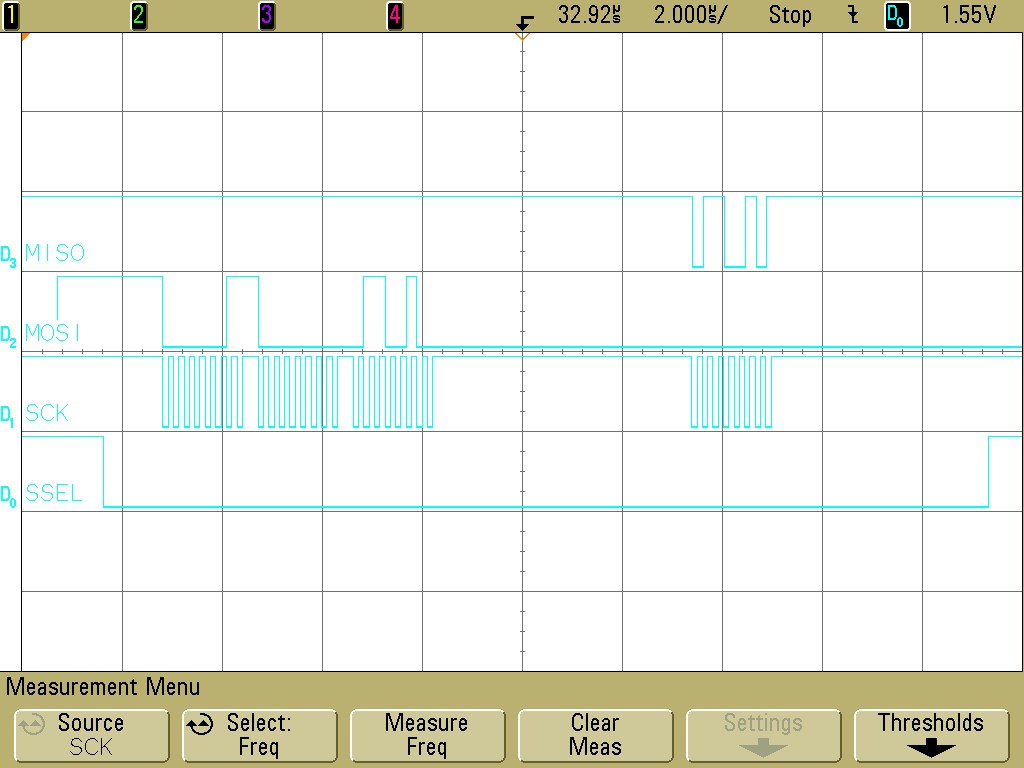 1 2 3 4 32.92µs 2.000µs/ Stop D0 1.55V
D3 MISO
D2 MOSI
D1 SCK
D0 SSEL
Measurement Menu
Source Select: Measure Clear Settings Thresholds
SCK Freq Freq Meas